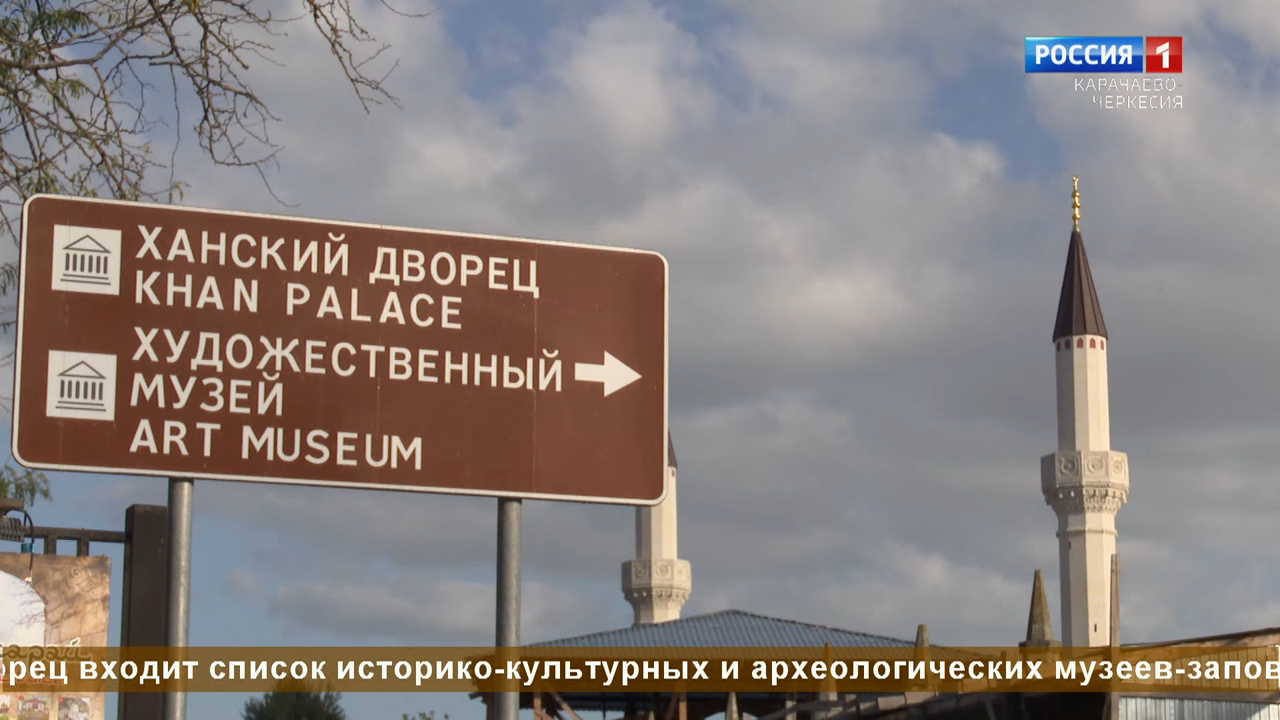 РОССИЯ 1
КАРАЧАЕВО-
ЧЕРКЕСИЯ
ХАНСКИЙ ДВОРЕЦ
KHAN PALACE
ХУДОЖЕСТВЕННЫЙ
МУЗЕЙ
ART MUSEUM
входит список историко-культурных и археологических